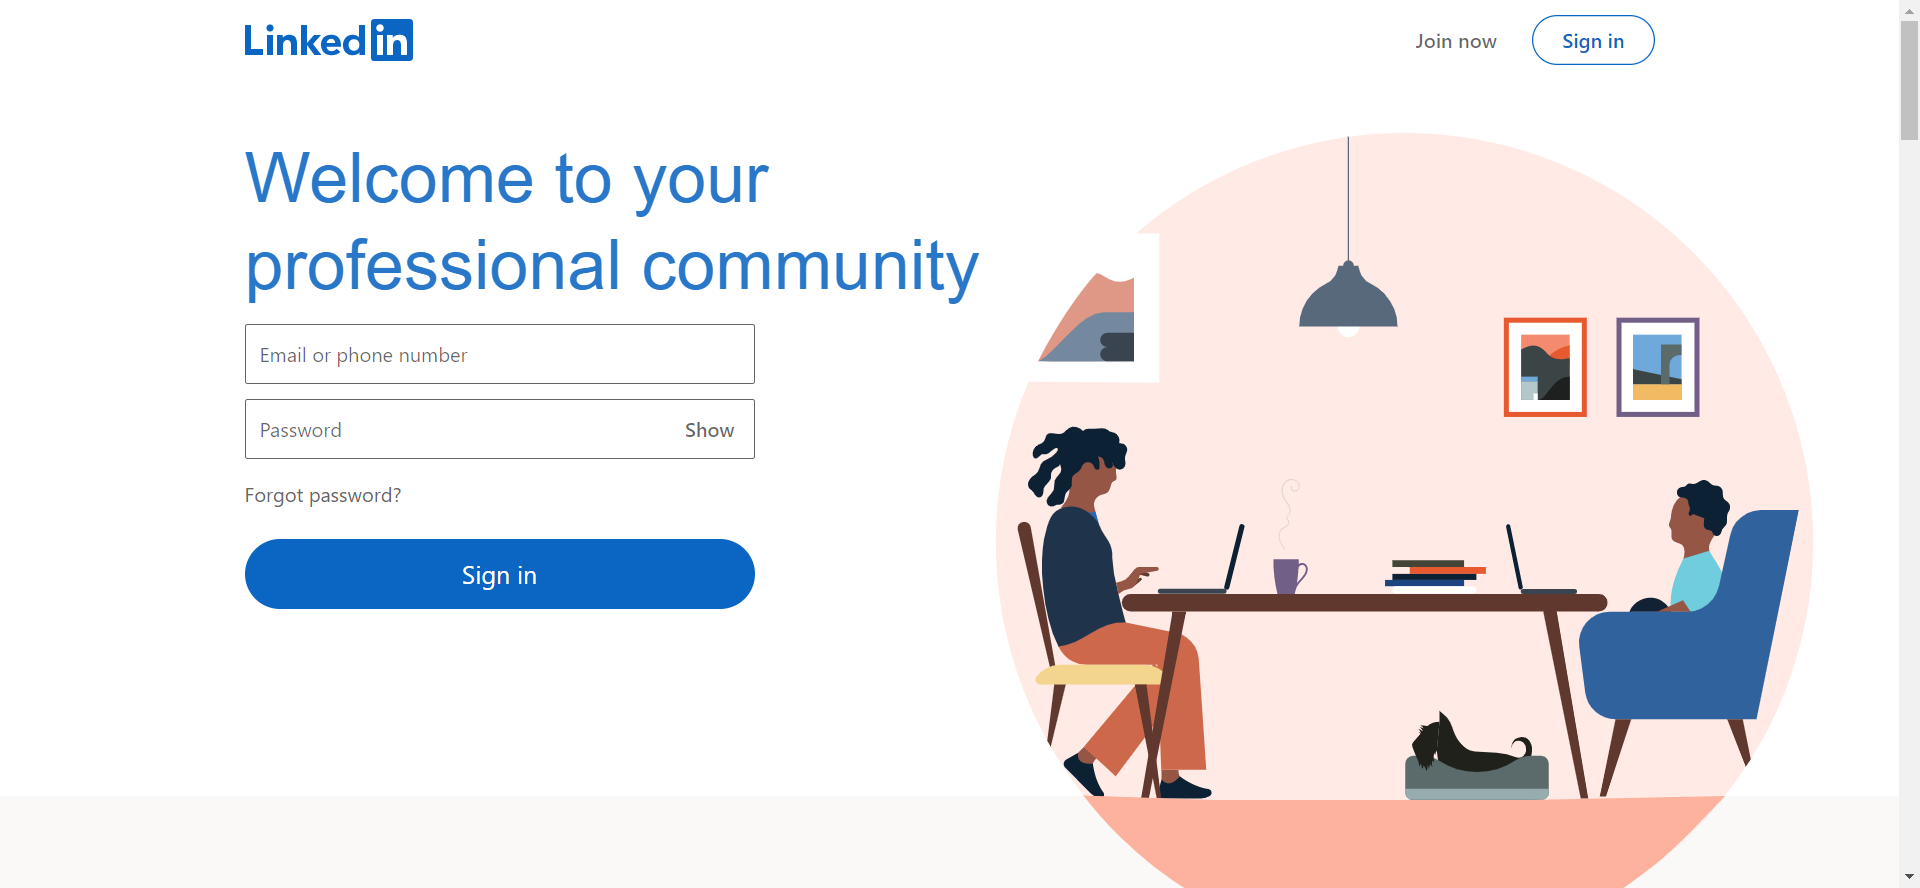 Linkedin
Join now
Sign in
Welcome to your
professional community
Email or phone number
Password
Show
Forgot password?
Sign in